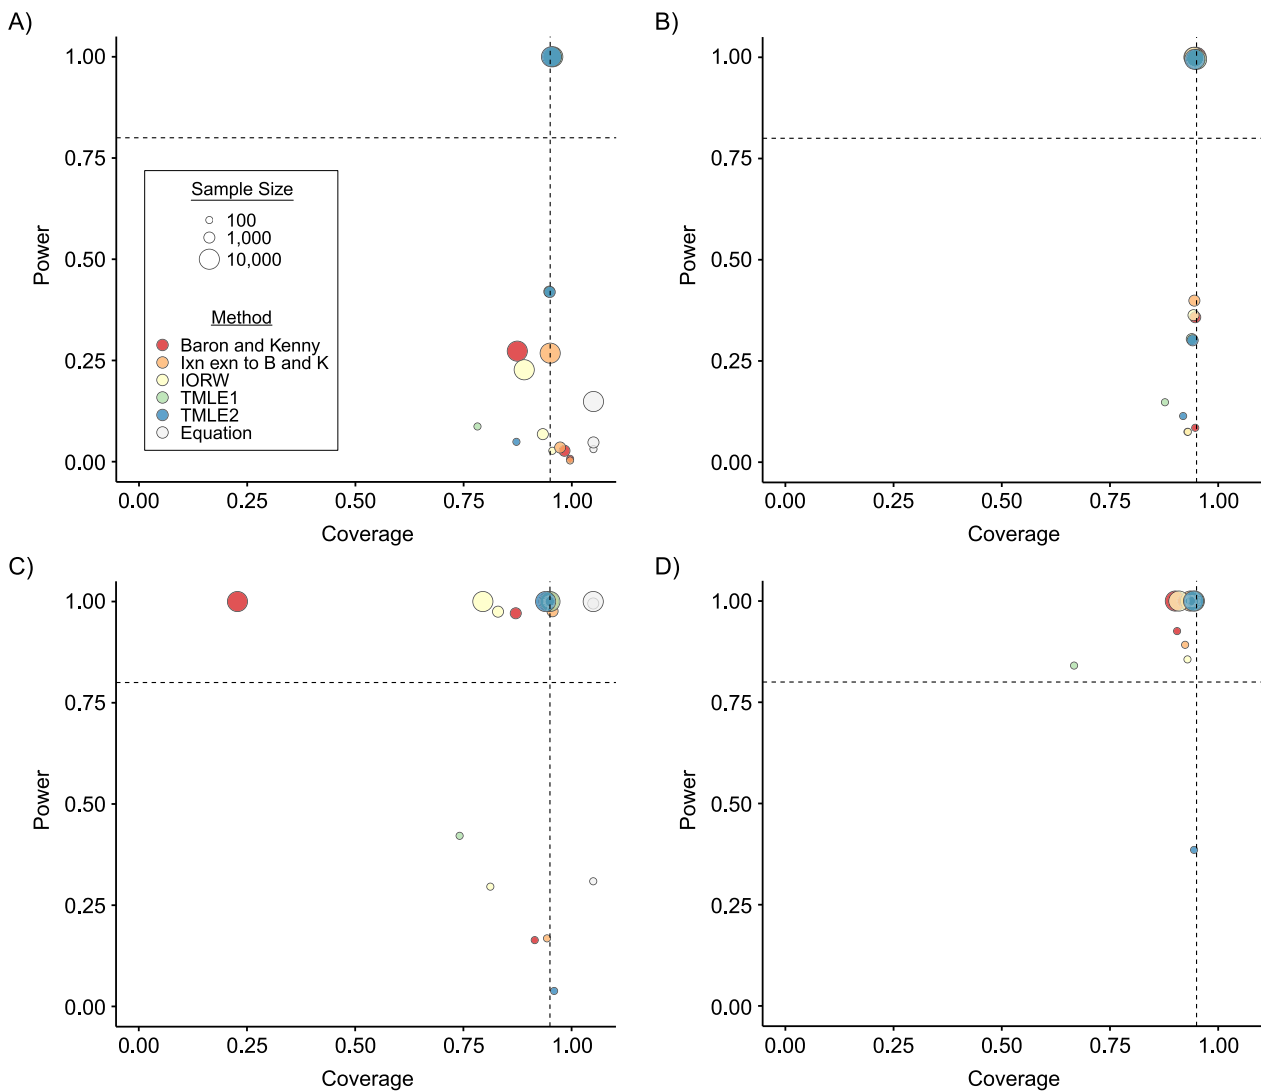 A)
1.00
0.75
0.50
0.25
0.00
Power
Sample Size
100
1,000
10,000
Method
Baron and Kenny
Ixn exn to B and K
IORW
TMLE1
TMLE2
Equation
0.00 0.25 0.50 0.75 1.00
Coverage
B)
1.00
0.75
0.50
0.25
0.00
Power
0.00 0.25 0.50 0.75 1.00
Coverage
C)
1.00
0.75
0.50
0.25
0.00
Power
0.00 0.25 0.50 0.75 1.00
Coverage
D)
1.00
0.75
0.50
0.25
0.00
Power
0.00 0.25 0.50 0.75 1.00
Coverage